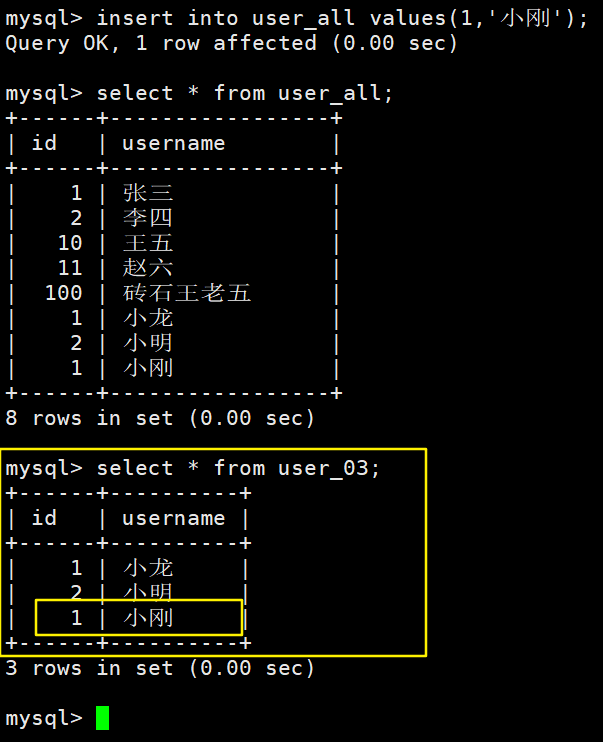 mysql> insert into user_all values(1,'小刚');
Query OK, 1 row affected (0.00 sec)
mysql> select * from user_all;
+------+-----------------+
| id   | username        |
+------+-----------------+
|    1 | 张三            |
|    2 | 李四            |
|   10 | 王五            |
|   11 | 赵六            |
|  100 | 砖石王老五      |
|    1 | 小龙            |
|    2 | 小明            |
|    1 | 小刚            |
+------+-----------------+
8 rows in set (0.00 sec)
mysql> select * from user_03;
+------+----------+
| id   | username |
+------+----------+
|    1 | 小龙     |
|    2 | 小明     |
|    1 | 小刚     |
+------+----------+
3 rows in set (0.00 sec)
mysql>